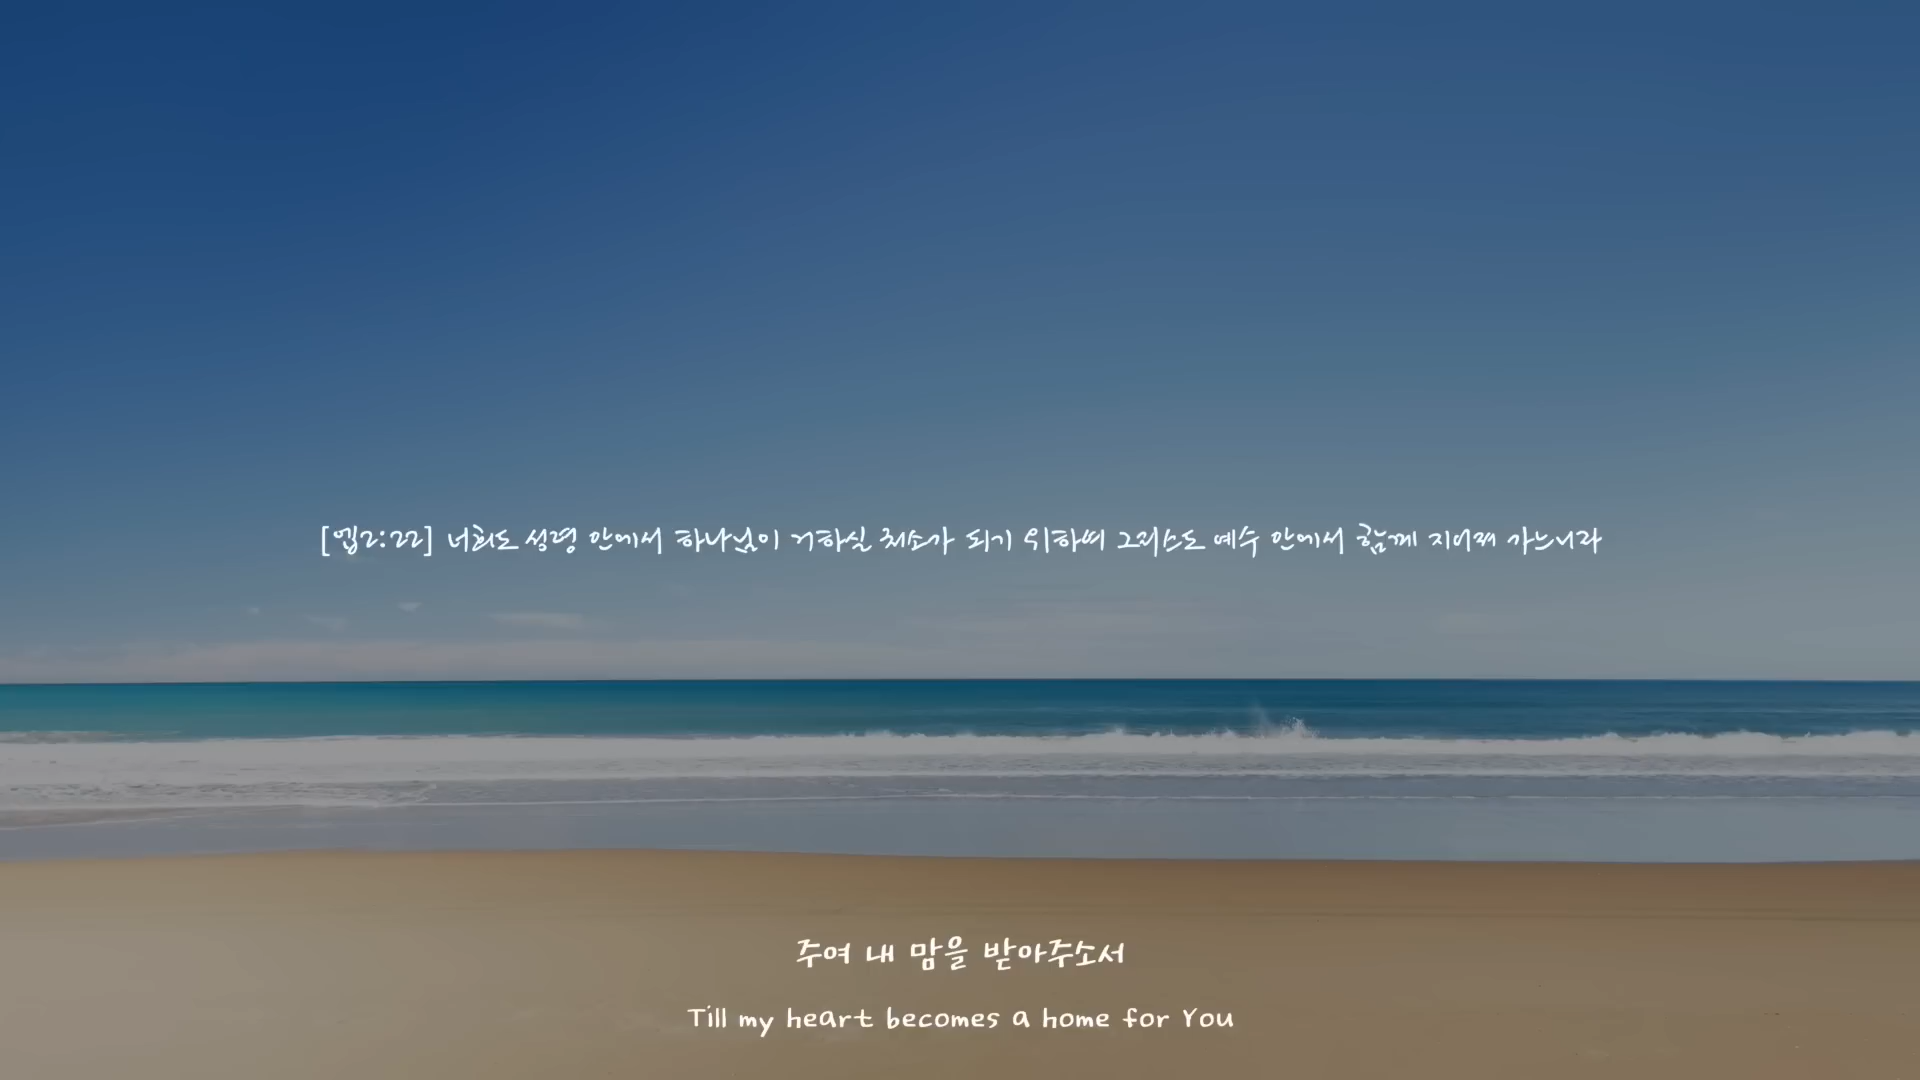 [엡2:22] 너희도 성령 안에서 하나님이 거하실 처소가 되기 위하여 그리스도 예수 안에서 함께 지어져 가느니라
주여 내 맘을 받아주소서
Till my heart becomes a home for You